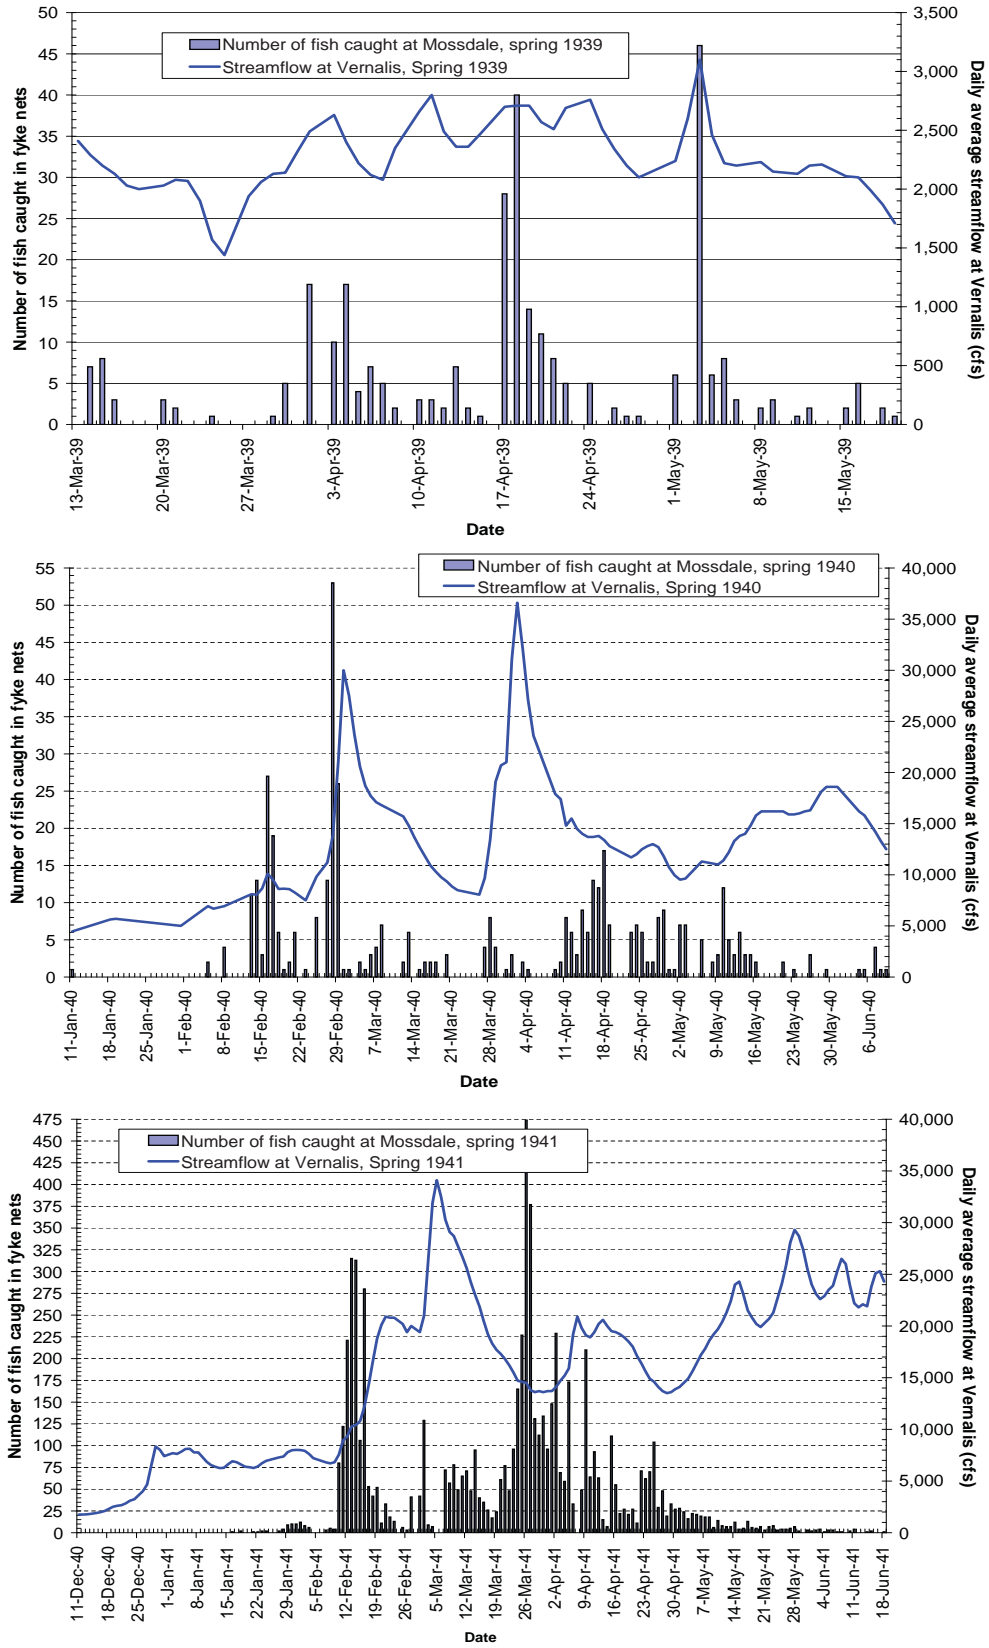 50
45
40
35
30
25
20
15
10
5
0
Number of fish caught in fyke nets
Number of fish caught at Mossdale, spring 1939
Streamflow at Vernalis, Spring 1939
3,500
3,000
2,500
2,000
1,500
1,000
500
0
Daily average streamflow at Vernalis (cfs)
13-Mar-39
20-Mar-39
27-Mar-39
3-Apr-39
10-Apr-39
17-Apr-39
24-Apr-39
1-May-39
8-May-39
15-May-39
Date
55
50
45
40
35
30
25
20
15
10
5
0
Number of fish caught in fyke nets
Number of fish caught at Mossdale, spring 1940
Streamflow at Vernalis, Spring 1940
40,000
35,000
30,000
25,000
20,000
15,000
10,000
5,000
0
Daily average streamflow at Vernalis (cfs)
11-Jan-40
18-Jan-40
25-Jan-40
1-Feb-40
8-Feb-40
15-Feb-40
22-Feb-40
29-Feb-40
7-Mar-40
14-Mar-40
21-Mar-40
28-Mar-40
4-Apr-40
11-Apr-40
18-Apr-40
25-Apr-40
2-May-40
9-May-40
16-May-40
23-May-40
30-May-40
6-Jun-40
Date
475
450
425
400
375
350
325
300
275
250
225
200
175
150
125
100
75
50
25
0
Number of fish caught in fyke nets
Number of fish caught at Mossdale, spring 1941
Streamflow at Vernalis, Spring 1941
40,000
35,000
30,000
25,000
20,000
15,000
10,000
5,000
0
Daily average streamflow at Vernalis (cfs)
11-Dec-40
18-Dec-40
25-Dec-40
1-Jan-41
8-Jan-41
15-Jan-41
22-Jan-41
29-Jan-41
5-Feb-41
12-Feb-41
19-Feb-41
26-Feb-41
5-Mar-41
12-Mar-41
19-Mar-41
26-Mar-41
2-Apr-41
9-Apr-41
16-Apr-41
23-Apr-41
30-Apr-41
7-May-41
14-May-41
21-May-41
28-May-41
4-Jun-41
11-Jun-41
18-Jun-41
Date